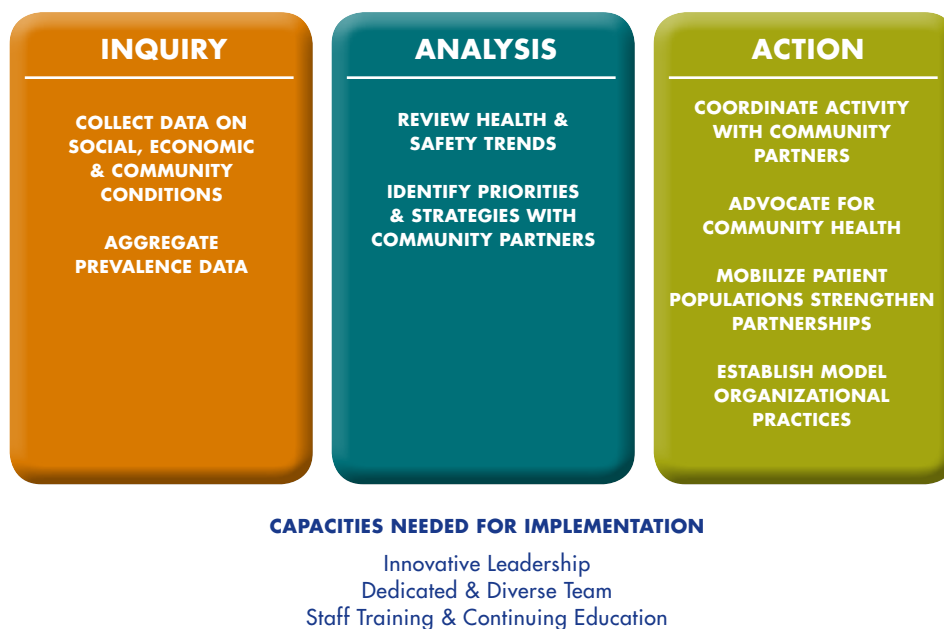 INQUIRY
COLLECT DATA ON
SOCIAL, ECONOMIC
& COMMUNITY
CONDITIONS
AGGREGATE
PREVALENCE DATA
ANALYSIS
REVIEW HEALTH &
SAFETY TRENDS
IDENTIFY PRIORITIES
& STRATEGIES WITH
COMMUNITY PARTNERS
ACTION
COORDINATE ACTIVITY
WITH COMMUNITY
PARTNERS
ADVOCATE FOR
COMMUNITY HEALTH
MOBILIZE PATIENT
POPULATIONS STRENGTHEN
PARTNERSHIPS
ESTABLISH MODEL
ORGANIZATIONAL
PRACTICES
CAPACITIES NEEDED FOR IMPLEMENTATION
Innovative Leadership
Dedicated & Diverse Team
Staff Training & Continuing Education